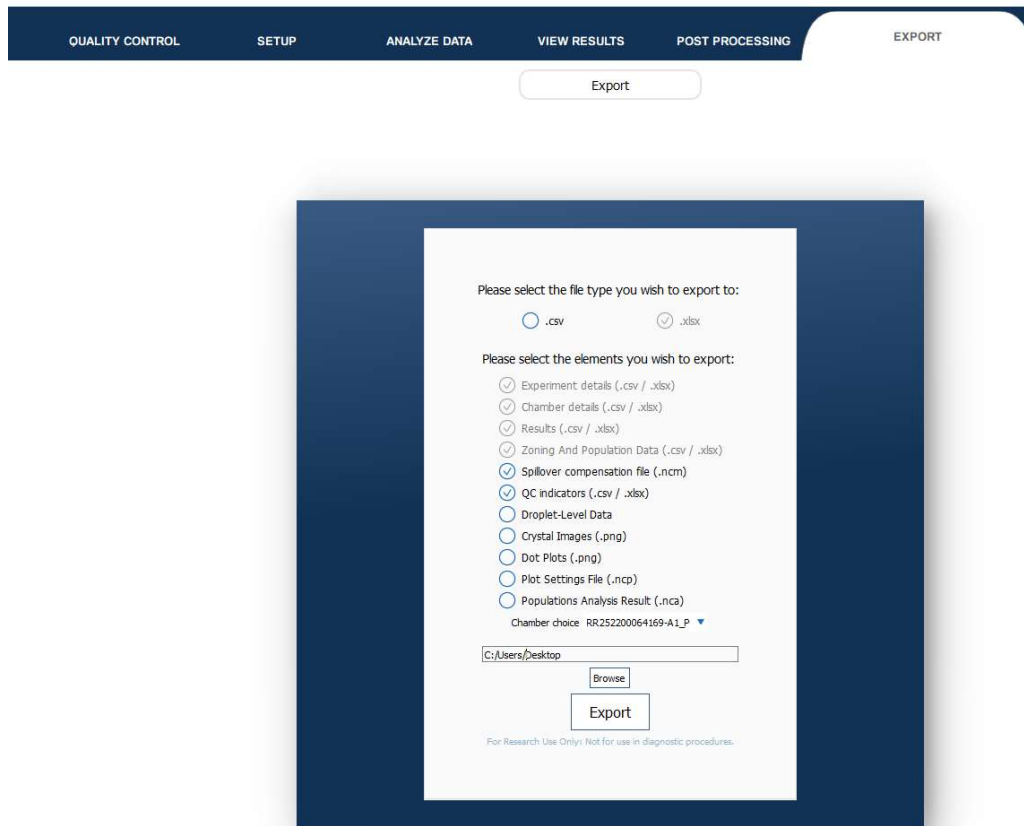 QUALITY CONTROL SETUP ANALYZE DATA VIEW RESULTS POST PROCESSING EXPORT
Export
Please select the file type you wish to export to:
.csv .xlsx
Please select the elements you wish to export:
Experiment details (.csv / .xlsx)
Chamber details (.csv / .xlsx)
Results (.csv / .xlsx)
Zoning And Population Data (.csv / .xlsx)
Spillover compensation file (.ncm)
QC indicators (.csv / .xlsx)
Droplet-Level Data
Crystal Images (.png)
Dot Plots (.png)
Plot Settings File (.ncp)
Populations Analysis Result (.nca)
Chamber choice RR252200064169-A1_P
C:/Users/Desktop
Browse
Export
For Research Use Only: Not for use in diagnostic procedures.